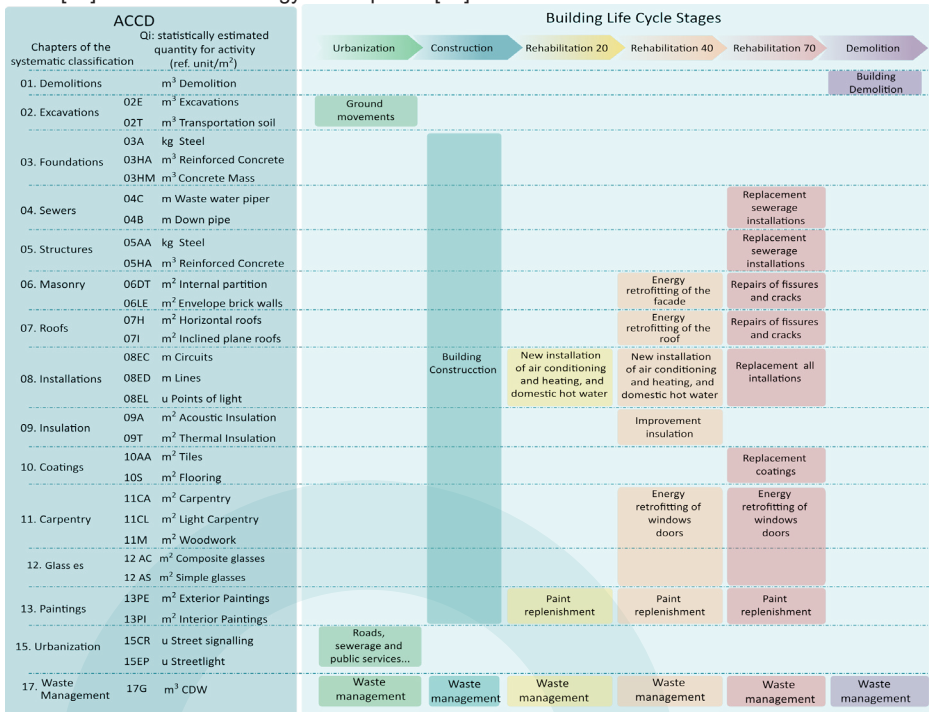 ACCD
Building Life Cycle Stages
Chapters of the
systematic classification
Qi: statistically estimated
quantity for activity
(ref. unit/m²)
Urbanization
Construction
Rehabilitation 20
Rehabilitation 40
Rehabilitation 70
Demolition
01. Demolitions
m³ Demolition
Building
Demolition
02. Excavations
02E m³ Excavations
02T m³ Transportation soil
Ground
movements
03. Foundations
03A kg Steel
03HA m³ Reinforced Concrete
03HM m³ Concrete Mass
04. Sewers
04C m Waste water piper
04B m Down pipe
Replacement
sewerage
installations
05. Structures
05AA kg Steel
05HA m³ Reinforced Concrete
Replacement
sewerage
installations
06. Masonry
06DT m² Internal partition
06LE m² Envelope brick walls
Energy
retrofitting of the
facade
Repairs of fissures
and cracks
07. Roofs
07H m² Horizontal roofs
07I m² Inclined plane roofs
Energy
retrofitting of the
roof
Repairs of fissures
and cracks
08. Installations
08EC m Circuits
08ED m Lines
08EL u Points of light
Building
Construcction
New installation
of air conditioning
and heating, and
domestic hot water
New installation
of air conditioning
and heating, and
domestic hot water
Replacement all
intallations
09. Insulation
09A m² Acoustic Insulation
09T m² Thermal Insulation
Improvement
insulation
10. Coatings
10AA m² Tiles
10S m² Flooring
Replacement
coatings
11. Carpentry
11CA m² Carpentry
11CL m² Light Carpentry
11M m² Woodwork
Energy
retrofitting of
windows
doors
Energy
retrofitting of
windows
doors
12. Glass es
12 AC m² Composite glasses
12 AS m² Simple glasses
13. Paintings
13PE m² Exterior Paintings
13PI m² Interior Paintings
Paint
replenishment
Paint
replenishment
Paint
replenishment
15. Urbanization
15CR u Street signalling
15EP u Streetlight
Roads,
sewerage and
public services...
17. Waste
Management
17G m³ CDW
Waste
management
Waste
management
Waste
management
Waste
management
Waste
management
Waste
management